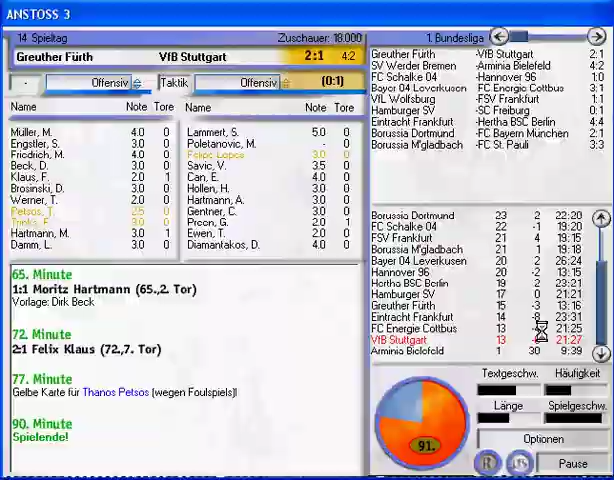 ANSTOSS 3
14 Spieltag Zuschauer: 18.000
Greuther Fürth VfB Stuttgart 2:1 4:2
- Offensiv Taktik Offensiv (0:1)
Name Note Tore Name Note Tore
Müller, M. 4.0 0 Lammert, S. 5.0 0
Engstler, S. 3.0 0 Poletanovic, M. - 0
Friedrich, M. 4.0 0 Felipe Lopes 3.0 0
Beck, D. 3.0 0 Savic, V. 3.5 0
Klaus, F. 2.0 1 Can, E. 4.0 0
Brosinski, D. 3.0 0 Hollen, H. 3.0 0
Werner, T. 2.0 0 Hartmann, A. 3.0 0
Petsos, T. 2.5 0 Gentner, C. 3.0 0
3.0 0 2.0 1
Hartmann, M. 3.0 1 Ewen, T. 2.0 0
Damm, L. 3.0 0 Diamantakos, D. 4.0 0
65. Minute
1:1 Moritz Hartmann (65.,2. Tor)
Vorlage: Dirk Beck
72. Minute
2:1 Felix Klaus (72.,7. Tor)
77. Minute
Gelbe Karte für Thanos Petsos (wegen Foulspiels)!
90. Minute
Spielende!
1. Bundesliga
Greuther Fürth -VfB Stuttgart 2:1
SV Werder Bremen -Arminia Bielefeld 4:2
FC Schalke 04 -Hannover 96 1:0
Bayer 04 Leverkusen -FC Energie Cottbus 3:1
VfL Wolfsburg -FSV Frankfurt 1:1
Hamburger SV -SC Freiburg 0:1
Eintracht Frankfurt -Hertha BSC Berlin 4:4
Borussia Dortmund -FC Bayern München 2:1
Borussia M'gladbach -FC St. Pauli 3:3
Borussia Dortmund 23 2 22:20
FC Schalke 04 22 -1 19:20
FSV Frankfurt 21 4 19:15
Borussia M'gladbach 21 1 19:18
Bayer 04 Leverkusen 20 2 26:24
Hannover 96 20 -2 13:15
Hertha BSC Berlin 19 2 23:21
Hamburger SV 17 0 21:21
Greuther Fürth 15 -3 13:16
Eintracht Frankfurt 14 -8 23:31
FC Energie Cottbus 13 21:25
VfB Stuttgart 13 21:27
Arminia Bielefeld 1 30 9:39
91.
Textgeschw. Häufigkeit
Länge Spielgeschw.
Optionen
R Pause